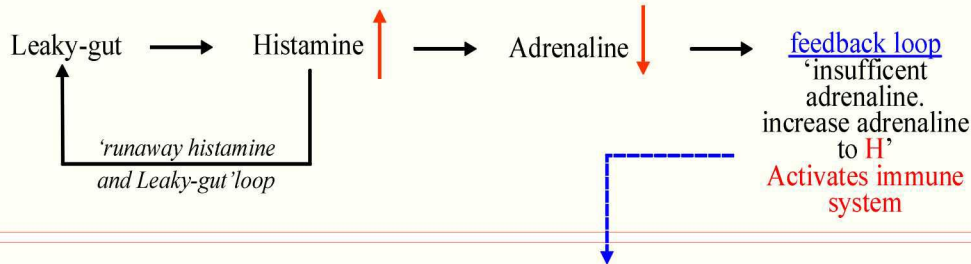 Leaky-gut
Histamine
Adrenaline
feedback loop
‘insufficent
adrenaline.
increase adrenaline
to H’
Activates immune
system
‘runaway histamine
and Leaky-gut’loop